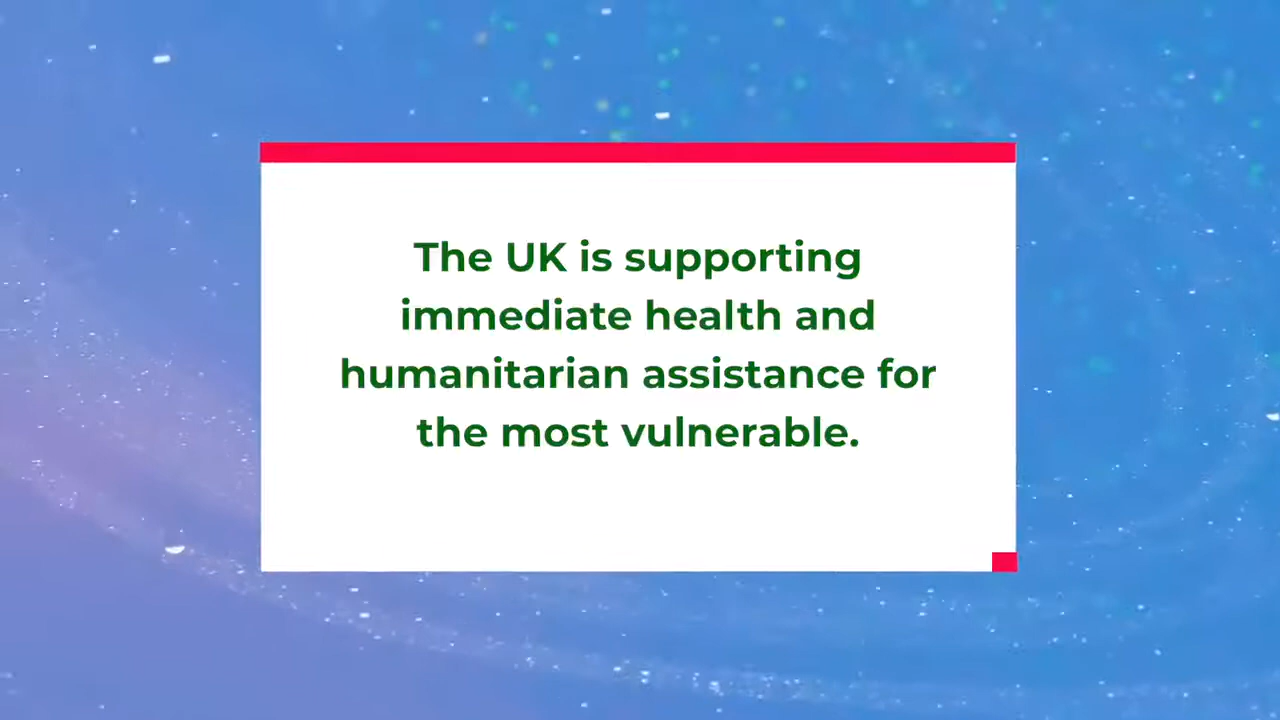 The UK is supporting
immediate health and
humanitarian assistance for
the most vulnerable.